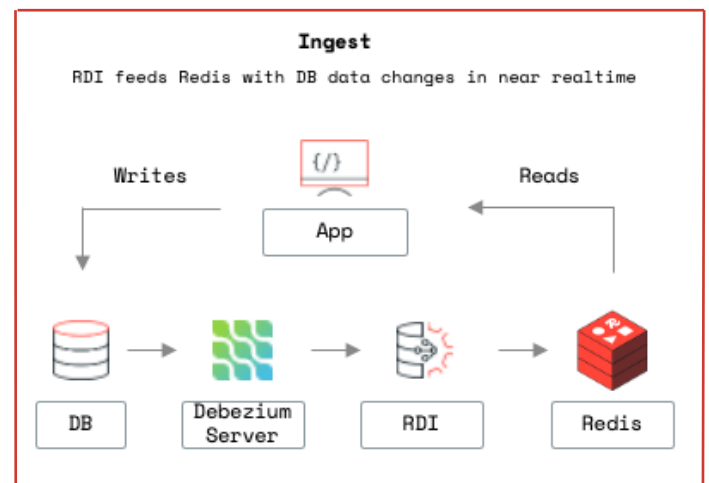 Ingest
RDI feeds Redis with DB data changes in near realtime
{/}
Writes
Reads
App
DB
Debezium
Server
RDI
Redis